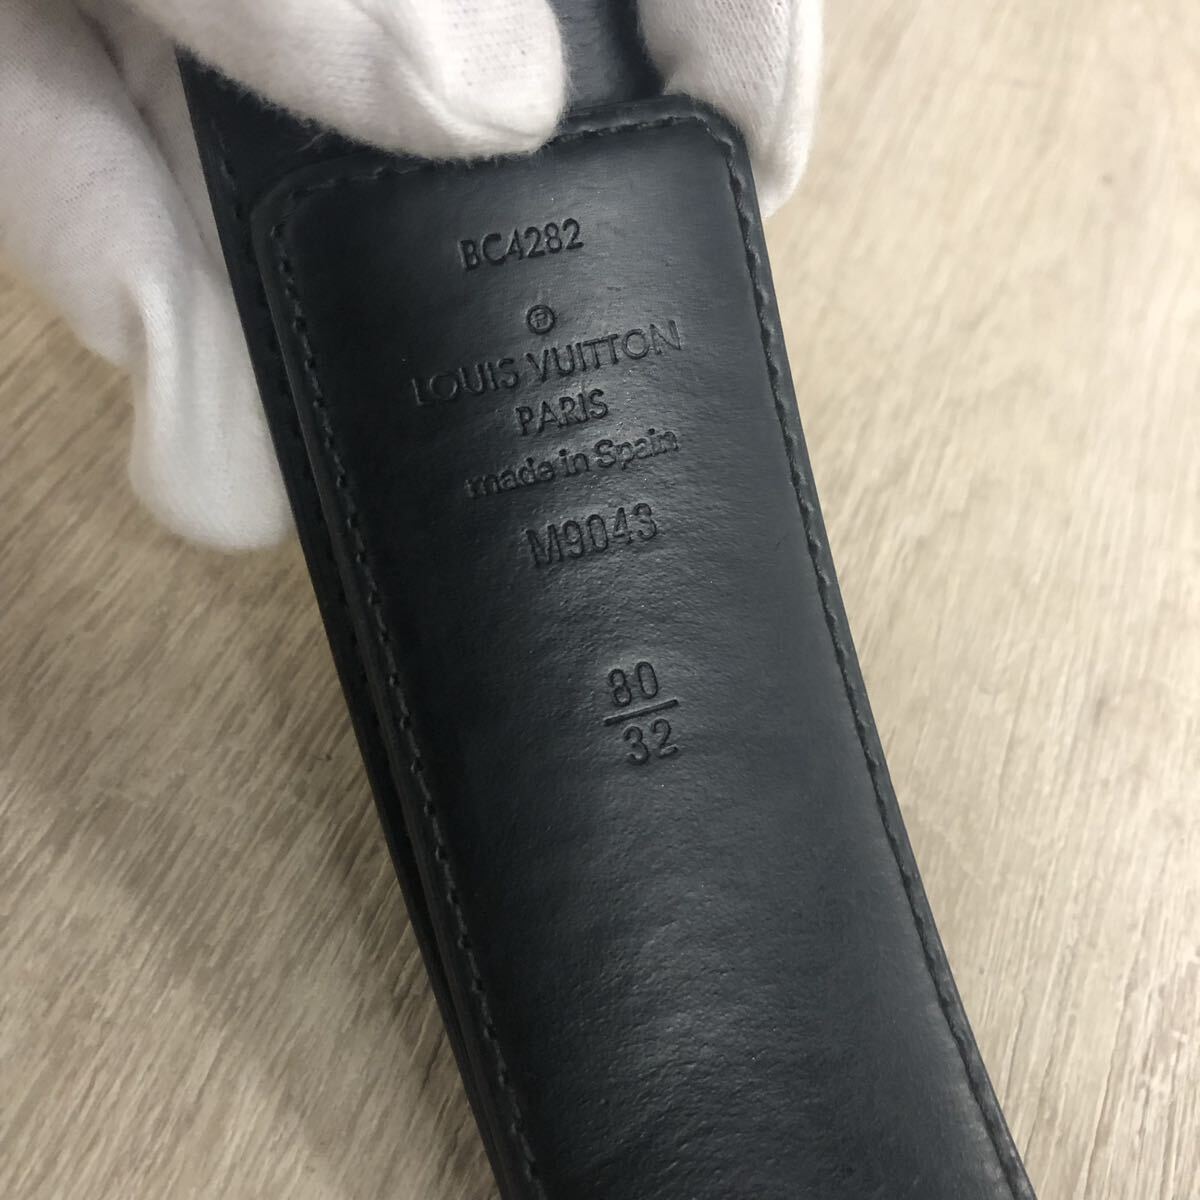 BC4282
®
LOUIS VUITTON
PARIS
made in Spain
M9043
80
32